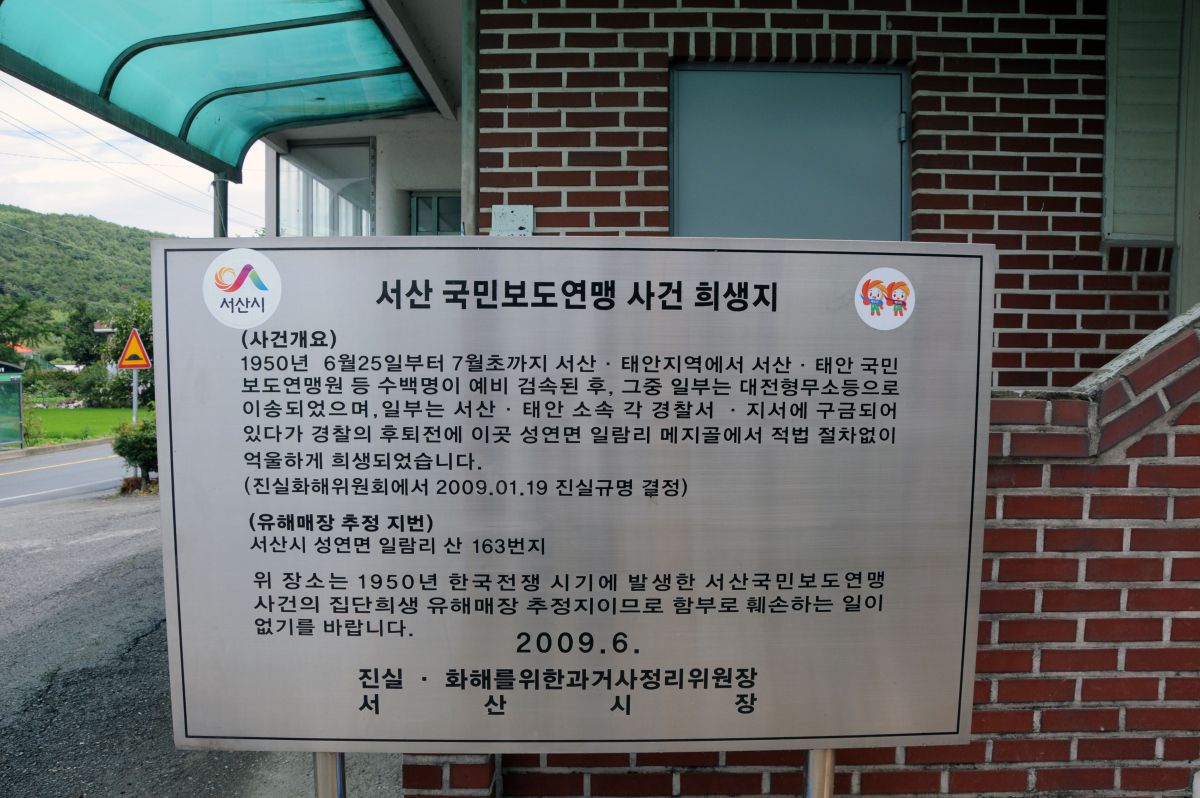 서산시
서산 국민보도연맹 사건 희생지
(사건개요)
1950년 6월25일부터 7월초까지 서산 · 태안지역에서 서산 · 태안 국민
보도연맹원 등 수백명이 예비 검속된 후, 그중 일부는 대전형무소등으로
이송되었으며, 일부는 서산 · 태안 소속 각 경찰서 · 지서에 구금되어
있다가 경찰의 후퇴전에 이곳 성연면 일람리 메지골에서 적법 절차없이
억울하게 희생되었습니다.
(진실화해위원회에서 2009.01.19 진실규명 결정)
(유해매장 추정 지번)
서산시 성연면 일람리 산 163번지
위 장소는 1950년 한국전쟁 시기에 발생한 서산국민보도연맹
사건의 집단희생 유해매장 추정지이므로 함부로 훼손하는 일이
없기를 바랍니다.
2009.6.
진실 · 화해를위한과거사정리위원장
서 산 시 장